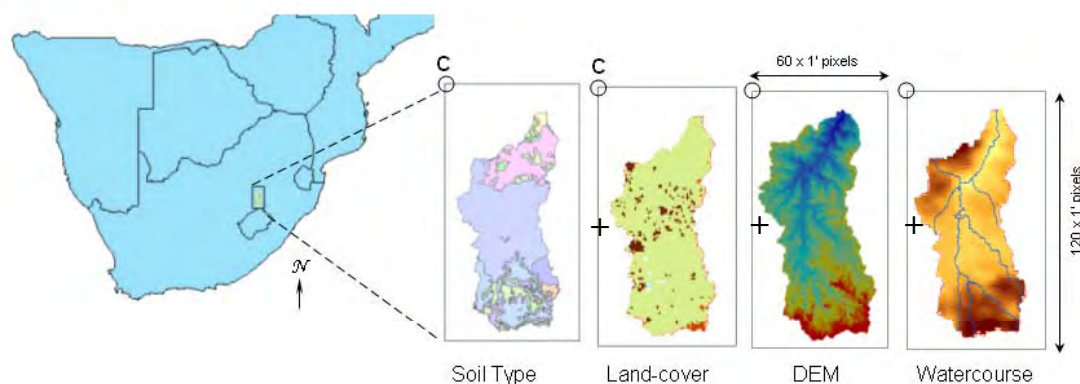 C
C
60 x 1' pixels
120 x 1' pixels
N
Soil Type
Land-cover
DEM
Watercourse